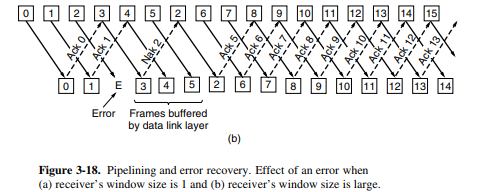 0 1 2 3 4 5 2 6 7 8 9 10 11 12 13 14 15
Ack 0 Ack 1 Nak 2 Ack 5 Ack 6 Ack 7 Ack 8 Ack 9 Ack 10 Ack 11 Ack 12 Ack 13
0 1 E 3 4 5 2 6 7 8 9 10 11 12 13 14
Error Frames buffered
by data link layer
(b)
Figure 3-18. Pipelining and error recovery. Effect of an error when
(a) receiver's window size is 1 and (b) receiver's window size is large.